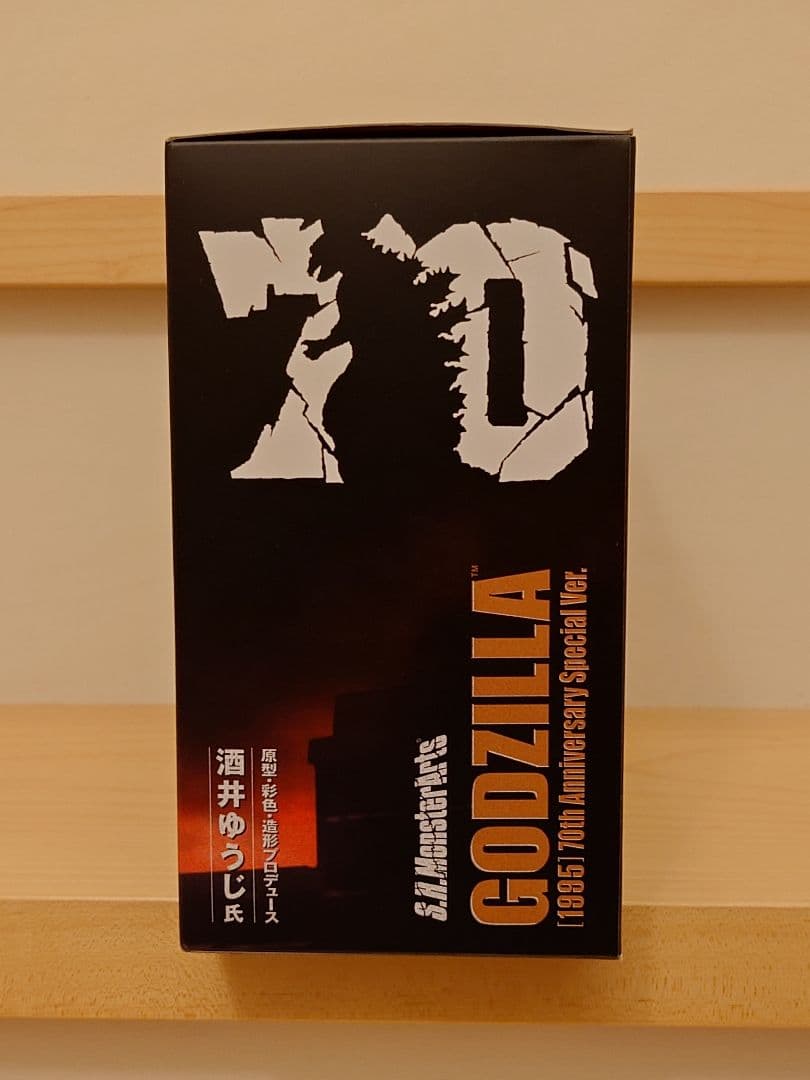 70
S.H.MonsterArts
GODZILLA™
[1995] 70th Anniversary Special Ver.
原型・彩色・造形プロデュース
酒井ゆうじ氏